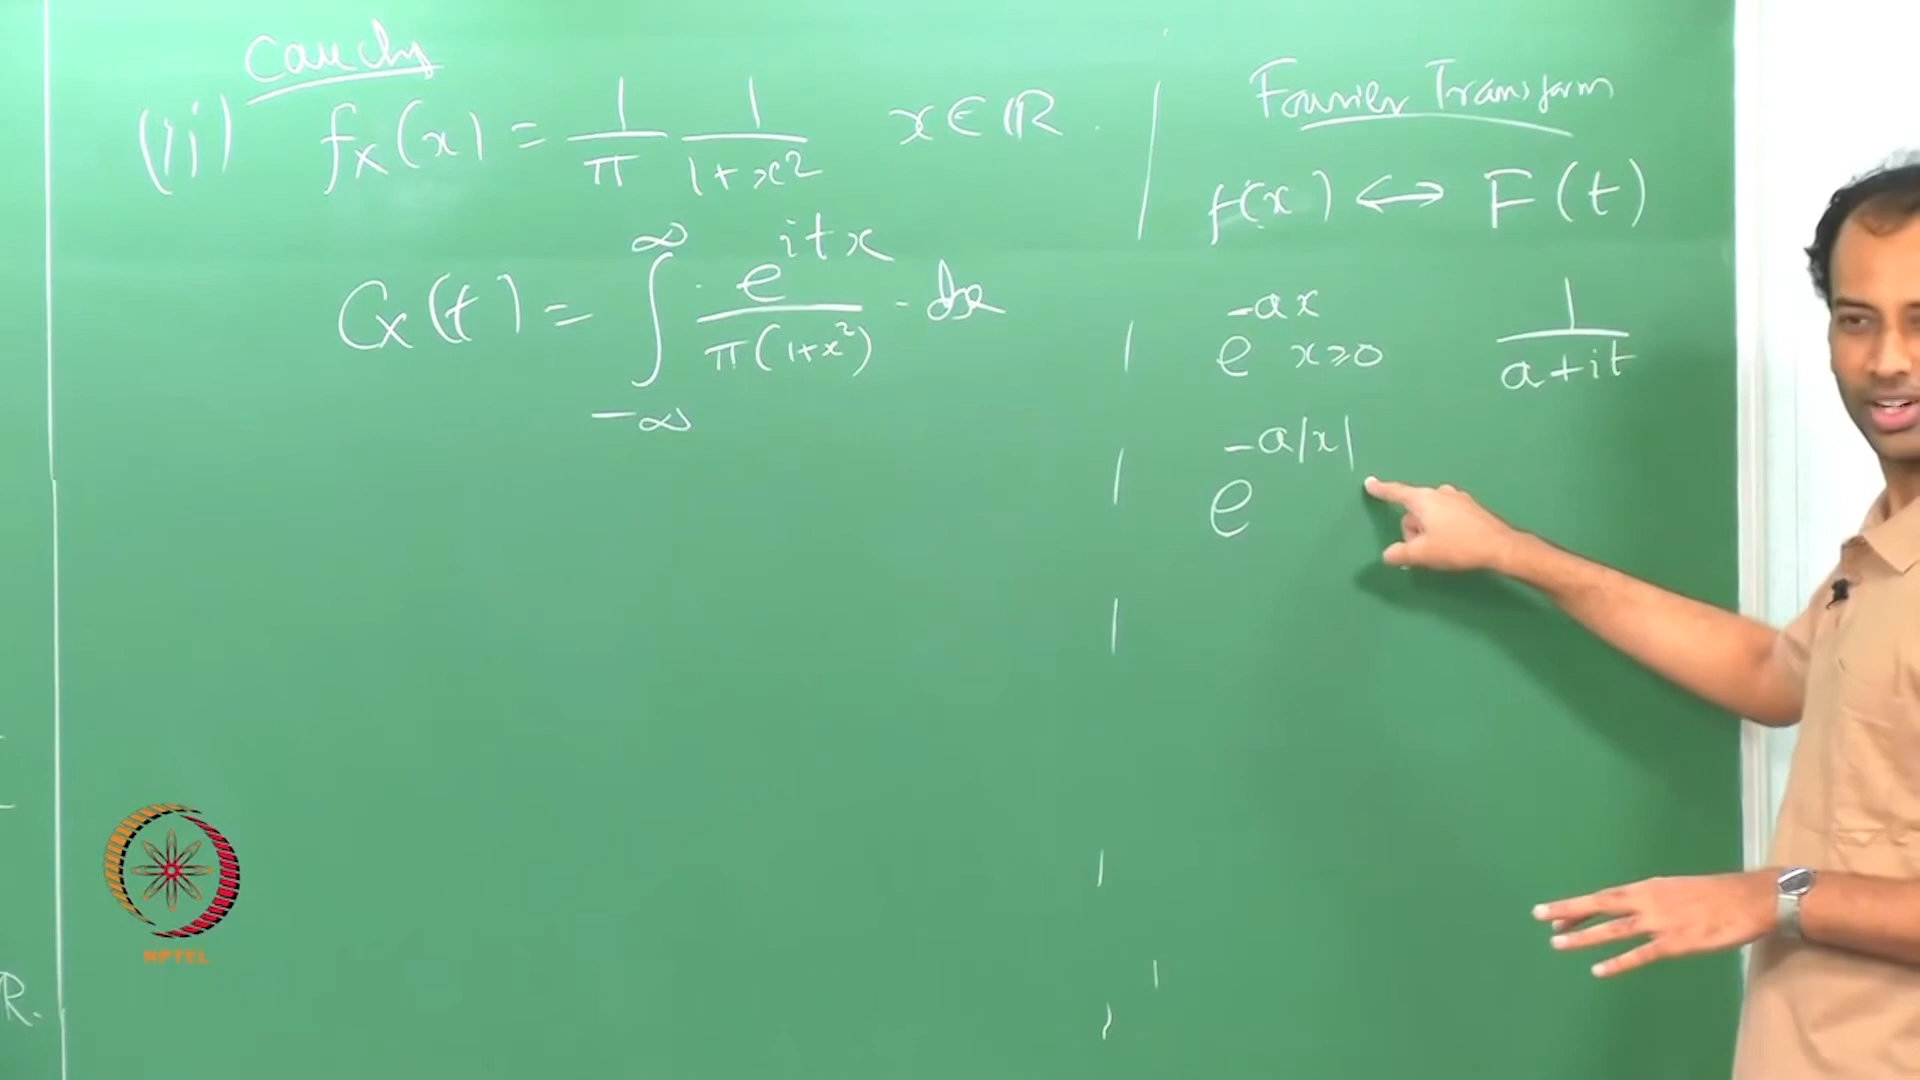 Cauchy
(ii) f_X(x) = 1/π 1/(1+x²) x ∈ ℝ.
C_X(t) = ∫_{-∞}^{∞} e^{itx}/(π(1+x²)) · dx
Fourier Transform
f(x) ↔ F(t)
e^{-ax} x≥0 1/(a+it)
e^{-a|x|}
R.
NPTEL